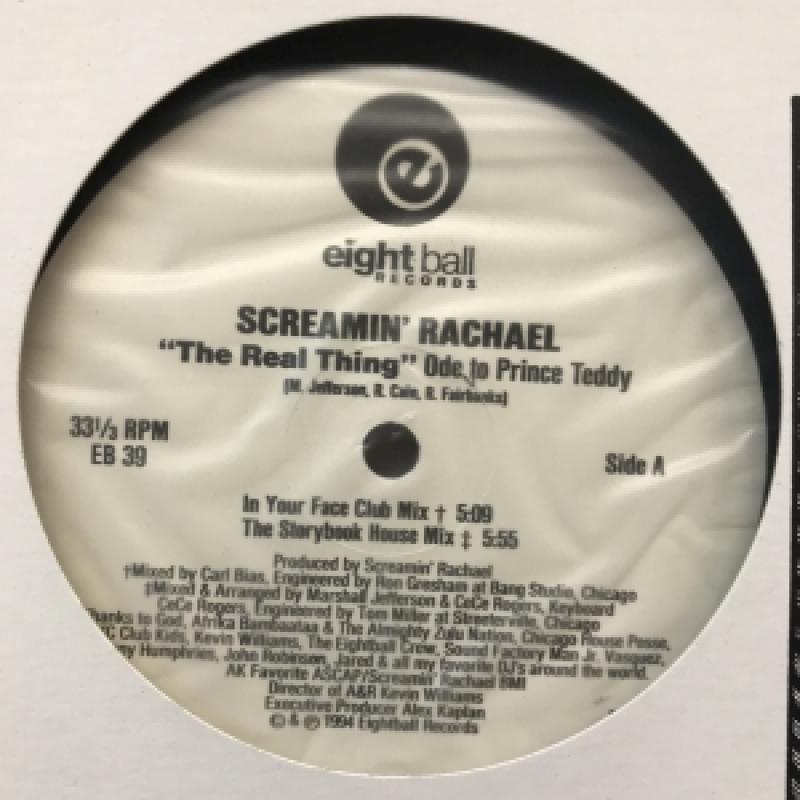 e
eight ball
RECORDS
SCREAMIN' RACHAEL
"The Real Thing" Ode to Prince Teddy
(M. Jefferson, R. Cain, R. Fairbanks)
33⅓ RPM
EB 39
Side A
In Your Face Club Mix † 5:09
The Storybook House Mix ‡ 5:55
Produced by Screamin' Rachael
†Mixed by Carl Bias, Engineered by Ron Gresham at Bang Studio, Chicago
‡Mixed & Arranged by Marshall Jefferson & CeCe Rogers, Keyboard
CeCe Rogers, Engineered by Tom Miller at Streeterville, Chicago
Thanks to God, Afrika Bambaataa & The Almighty Zulu Nation, Chicago House Posse,
Club Kids, Kevin Williams, The Eightball Crew, Sound Factory Man Jr. Vasquez,
Humphries, John Robinson, Jared & all my favorite DJ's around the world.
AK Favorite ASCAP/Screamin' Rachael BMI
Director of A&R Kevin Williams
Executive Producer Alex Kaplan
© & ℗ 1994 Eightball Records